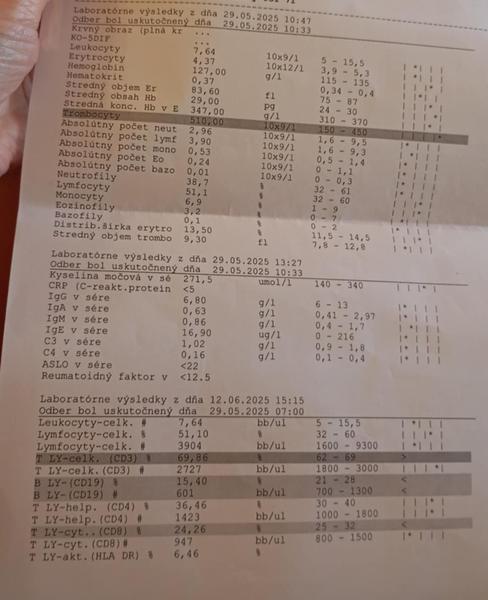 Laboratórne výsledky z dňa 29.05.2025 10:47
Odber bol uskutočnený dňa 29.05.2025 10:33
Krvný obraz (plná kr ...
KO-5DIF ...
Leukocyty 7,64 10x9/l 5 - 15,5 | *| | |
Erytrocyty 4,37 10x12/l 3,9 - 5,3
Hemoglobin 127,00 g/l 115 - 135
Hematokrit 0,37 0,34 - 0,4
Stredný objem Er 83,60 fl 75 - 87
Stredný obsah Hb 29,00 pg 24 - 30
Stredná konc. Hb v E 347,00 g/l 310 - 370
Trombocyty 510,00 10x9/l 150 - 450
Absolútny počet neut 2,96 10x9/l 1,6 - 9,5
Absolútny počet lymf 3,90 10x9/l 1,6 - 9,3
Absolútny počet mono 0,53 10x9/l 0,5 - 1,4
Absolútny počet Eo 0,24 10x9/l 0 - 1,1
Absolútny počet bazo 0,01 10x9/l 0 - 0,3
Neutrofily 38,7 % 32 - 61
Lymfocyty 51,1 % 32 - 60
Monocyty 6,9 % 1 - 9
Eozinofily 3,2 % 0 - 7
Bazofily 0,1 % 0 - 2
Distrib.šírka erytro 13,50 11,5 - 14,5
Stredný objem trombo 9,30 fl 7,8 - 12,8
Laboratórne výsledky z dňa 29.05.2025 13:27
Odber bol uskutočnený dňa 29.05.2025 10:33
Kyselina močová v sé 271,5 umol/l 140 - 340
CRP (C-reakt.protein <5
IgG v sére 6,80 g/l 6 - 13
IgA v sére 0,63 g/l 0,41 - 2,97
IgM v sére 0,86 g/l 0,4 - 1,7
IgE v sére 16,90 ug/l 0 - 216
C3 v sére 1,02 g/l 0,9 - 1,8
C4 v sére 0,16 g/l 0,1 - 0,4
ASLO v sére <22
Reumatoidný faktor v <12.5
Laboratórne výsledky z dňa 12.06.2025 15:15
Odber bol uskutočnený dňa 29.05.2025 07:00
Leukocyty-celk. # 7,64 bb/ul 5 - 15,5 | *| | |
Lymfocyty-celk. % 51,10 % 32 - 60
Lymfocyty-celk. # 3904 bb/ul 1600 - 9300
T LY-celk. (CD3) % 69,86 % 62 - 69 >
T LY-celk.(CD3) # 2727 bb/ul 1800 - 3000
B LY-(CD19) % 15,40 % 21 - 28 <
B LY-(CD19) # 601 bb/ul 700 - 1300 <
T LY-help. (CD4) % 36,46 % 30 - 40
T LY-help.(CD4) # 1423 bb/ul 1000 - 1800
T LY-cyt..(CD8) % 24,26 % 25 - 32 <
T LY-cyt.(CD8)# 947 bb/ul 800 - 1500 |* | | |
T LY-akt.(HLA DR) % 6,46 %